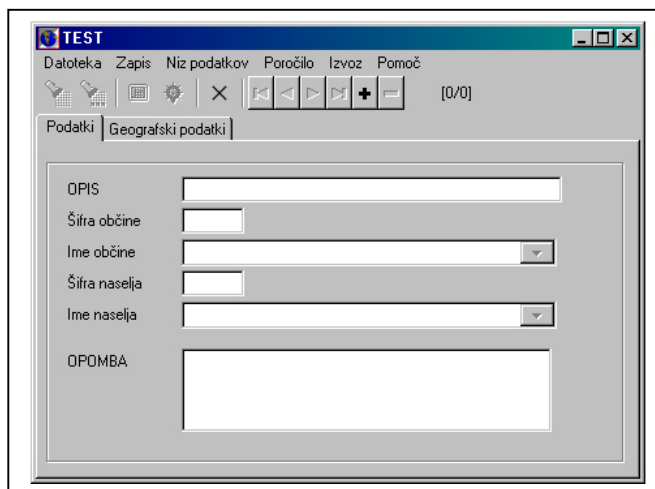 TEST
Datoteka Zapis Niz podatkov Poročilo Izvoz Pomoč
[0/0]
Podatki Geografski podatki
OPIS
Šifra občine
Ime občine
Šifra naselja
Ime naselja
OPOMBA